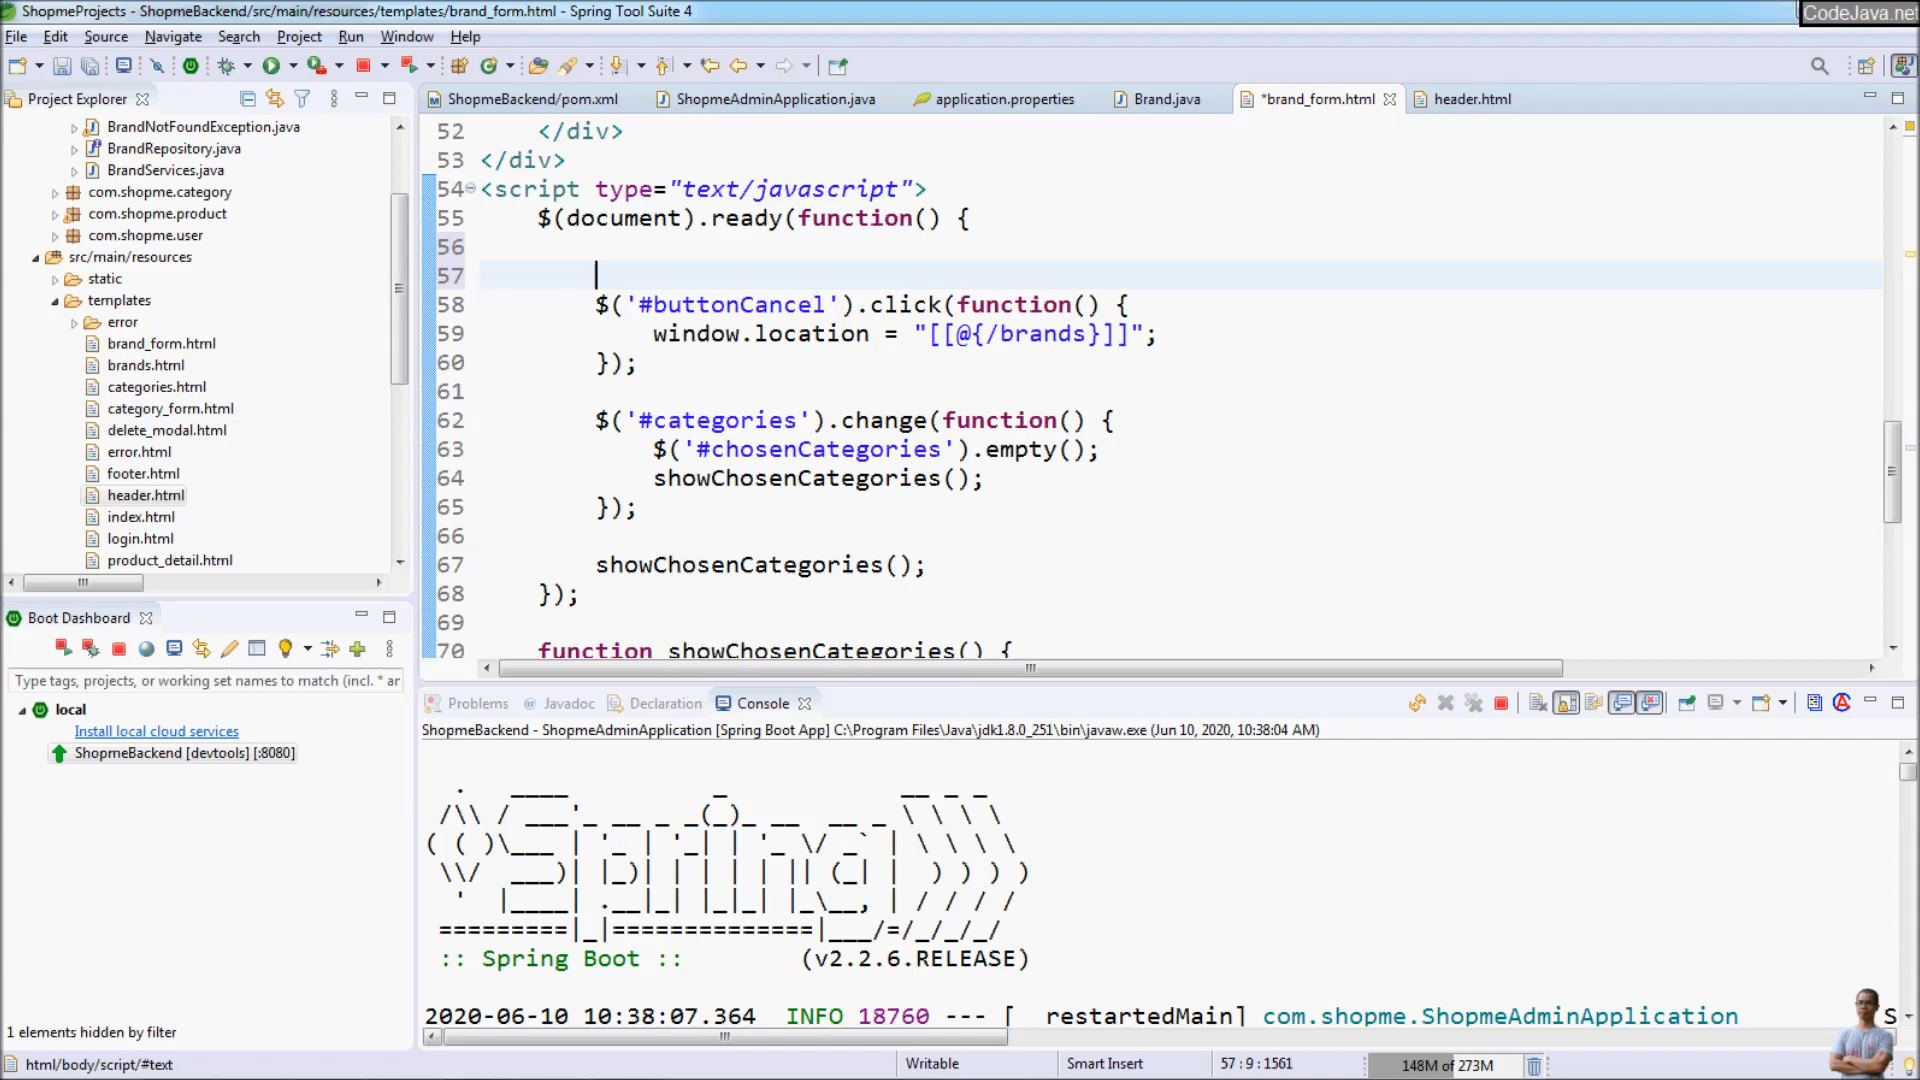 ShopmeProjects - ShopmeBackend/src/main/resources/templates/brand_form.html - Spring Tool Suite 4
CodeJava.net
File Edit Source Navigate Search Project Run Window Help
Project Explorer
ShopmeBackend/pom.xml
ShopmeAdminApplication.java
application.properties
Brand.java
*brand_form.html
header.html
BrandNotFoundException.java
BrandRepository.java
BrandServices.java
com.shopme.category
com.shopme.product
com.shopme.user
src/main/resources
static
templates
error
brand_form.html
brands.html
categories.html
category_form.html
delete_modal.html
error.html
footer.html
header.html
index.html
login.html
product_detail.html
52 </div>
53 </div>
54 <script type="text/javascript">
55 $(document).ready(function() {
56
57
58 $('#buttonCancel').click(function() {
59 window.location = "[[@{/brands}]]";
60 });
61
62 $('#categories').change(function() {
63 $('#chosenCategories').empty();
64 showChosenCategories();
65 });
66
67 showChosenCategories();
68 });
69
70 function showChosenCategories() {
Boot Dashboard
Type tags, projects, or working set names to match (incl. * ar
local
Install local cloud services
ShopmeBackend [devtools] [:8080]
1 elements hidden by filter
Problems
@ Javadoc
Declaration
Console
ShopmeBackend - ShopmeAdminApplication [Spring Boot App] C:\Program Files\Java\jdk1.8.0_251\bin\javaw.exe (Jun 10, 2020, 10:38:04 AM)
Spring
:: Spring Boot :: (v2.2.6.RELEASE)
2020-06-10 10:38:07.364 INFO 18760 --- [ restartedMain] com.shopme.ShopmeAdminApplication S
html/body/script/#text
Writable
Smart Insert
57 : 9 : 1561
148M of 273M